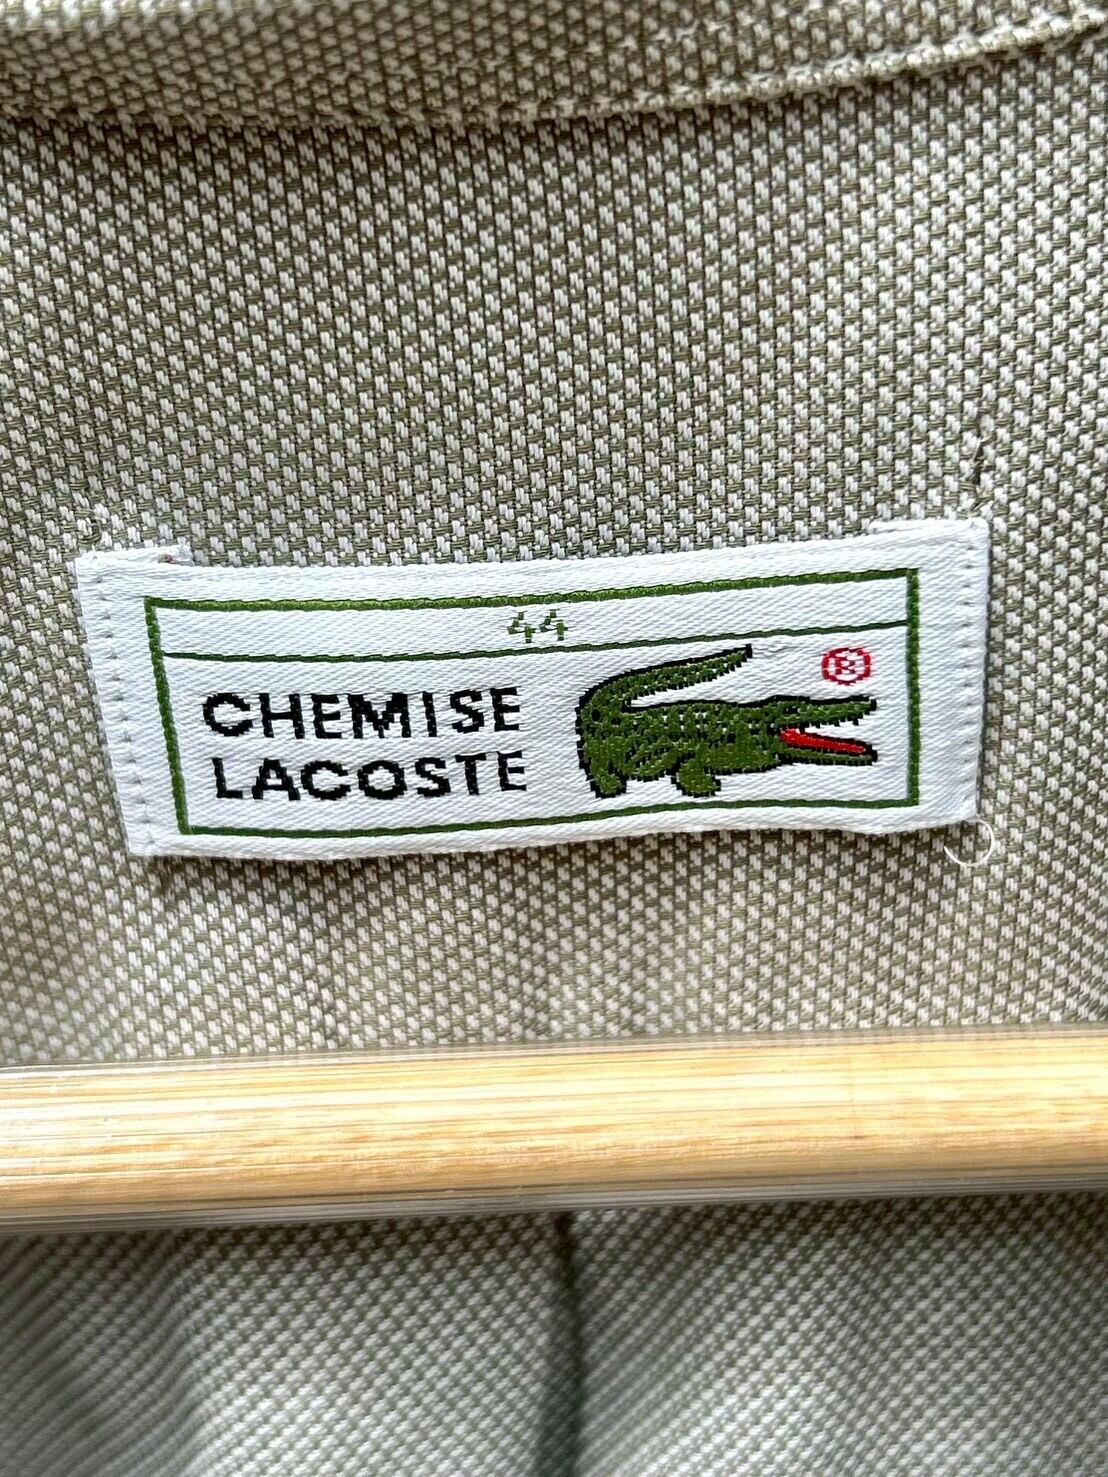 44
CHEMISE
LACOSTE
®